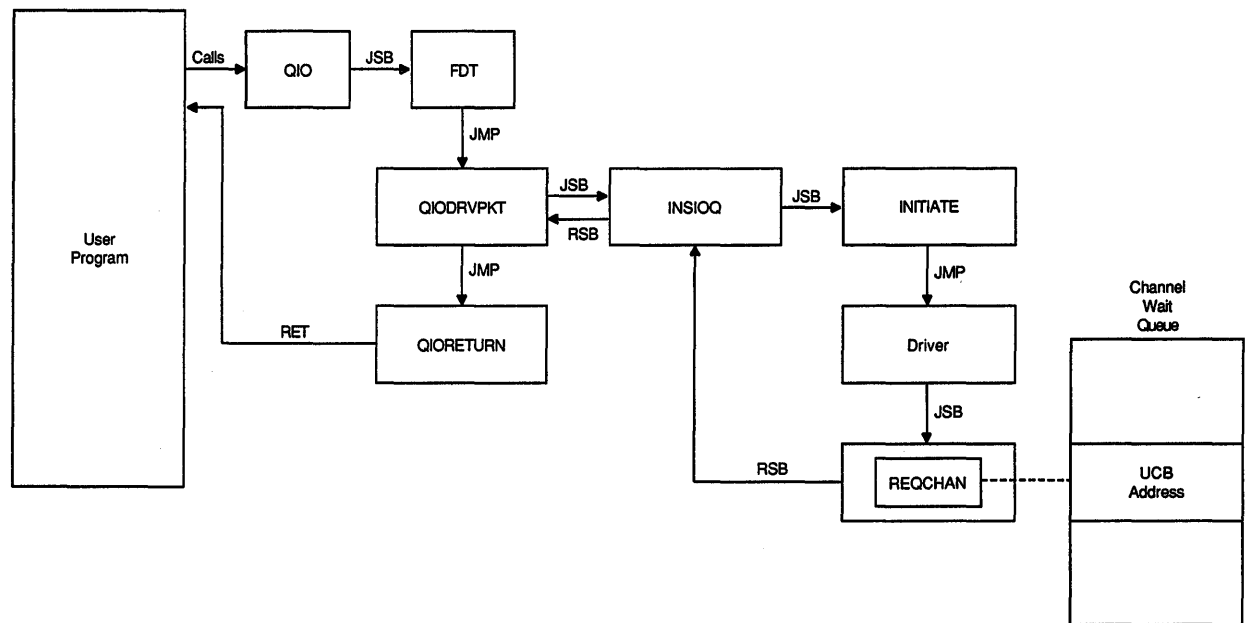 Calls
QIO
JSB
FDT
JMP
QIODRVPKT
JSB
RSB
INSIOQ
JSB
INITIATE
User
Program
JMP
JMP
Channel
Wait
Queue
RET
QIORETURN
Driver
JSB
RSB
REQCHAN
UCB
Address